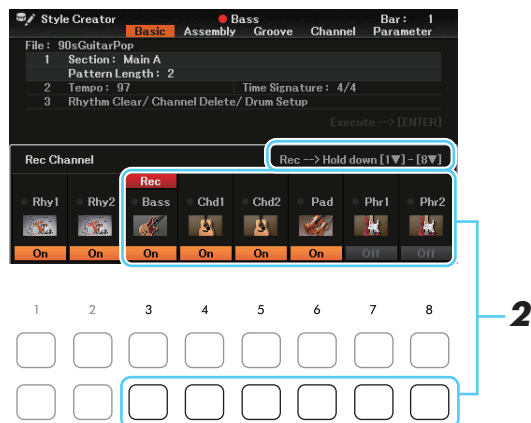 Style Creator Bass Bar: 1
Basic Assembly Groove Channel Parameter
File: 90sGuitarPop
1 Section: Main A
Pattern Length: 2
2 Tempo: 97 Time Signature: 4/4
3 Rhythm Clear/ Channel Delete/ Drum Setup
Execute-->[ENTER]
Rec Channel Rec --> Hold down [1▼] - [8▼]
Rec
Rhy1 Rhy2 Bass Chd1 Chd2 Pad Phr1 Phr2
On On On On On On Off Off
1 2 3 4 5 6 7 8
2